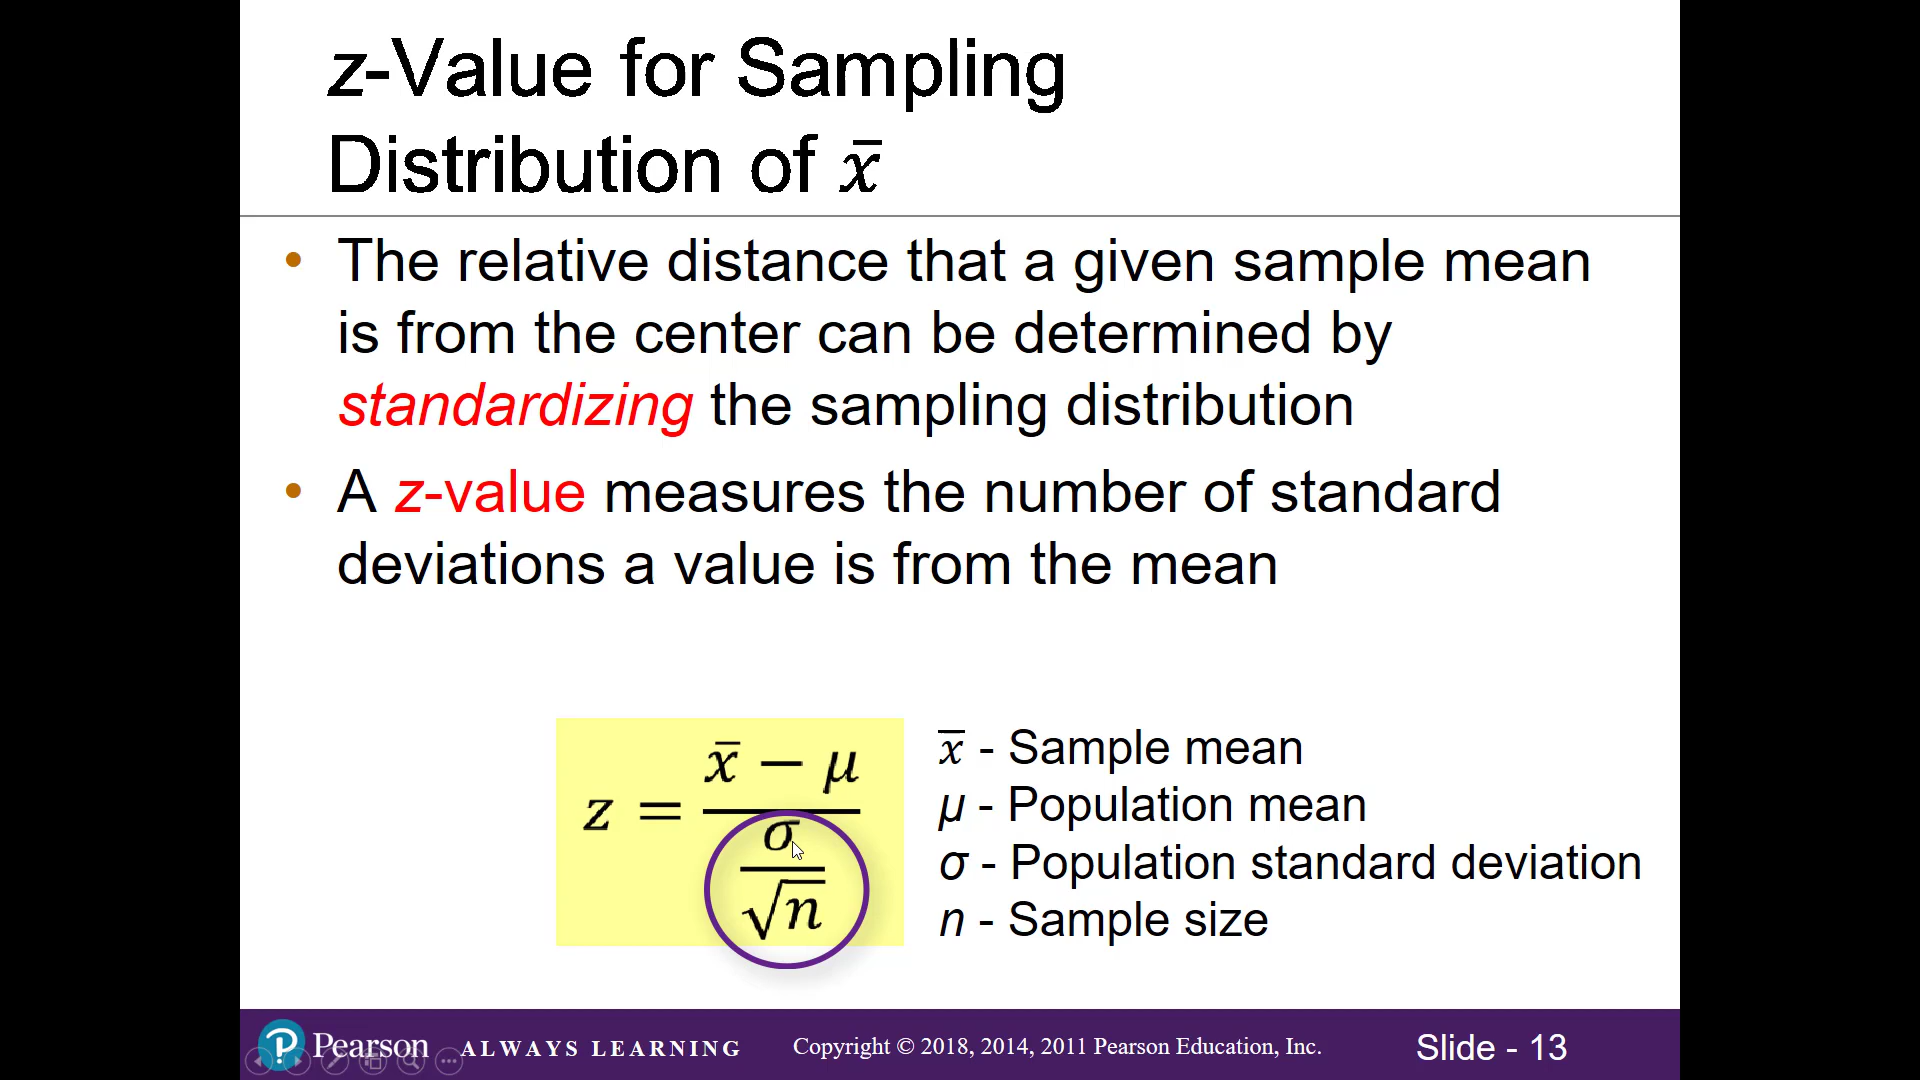 z-Value for Sampling
Distribution of x̄
• The relative distance that a given sample mean
is from the center can be determined by
standardizing the sampling distribution
• A z-value measures the number of standard
deviations a value is from the mean
z = (x̄ − μ) / (σ / √n)
x̄ - Sample mean
μ - Population mean
σ - Population standard deviation
n - Sample size
Pearson ALWAYS LEARNING Copyright © 2018, 2014, 2011 Pearson Education, Inc. Slide - 13